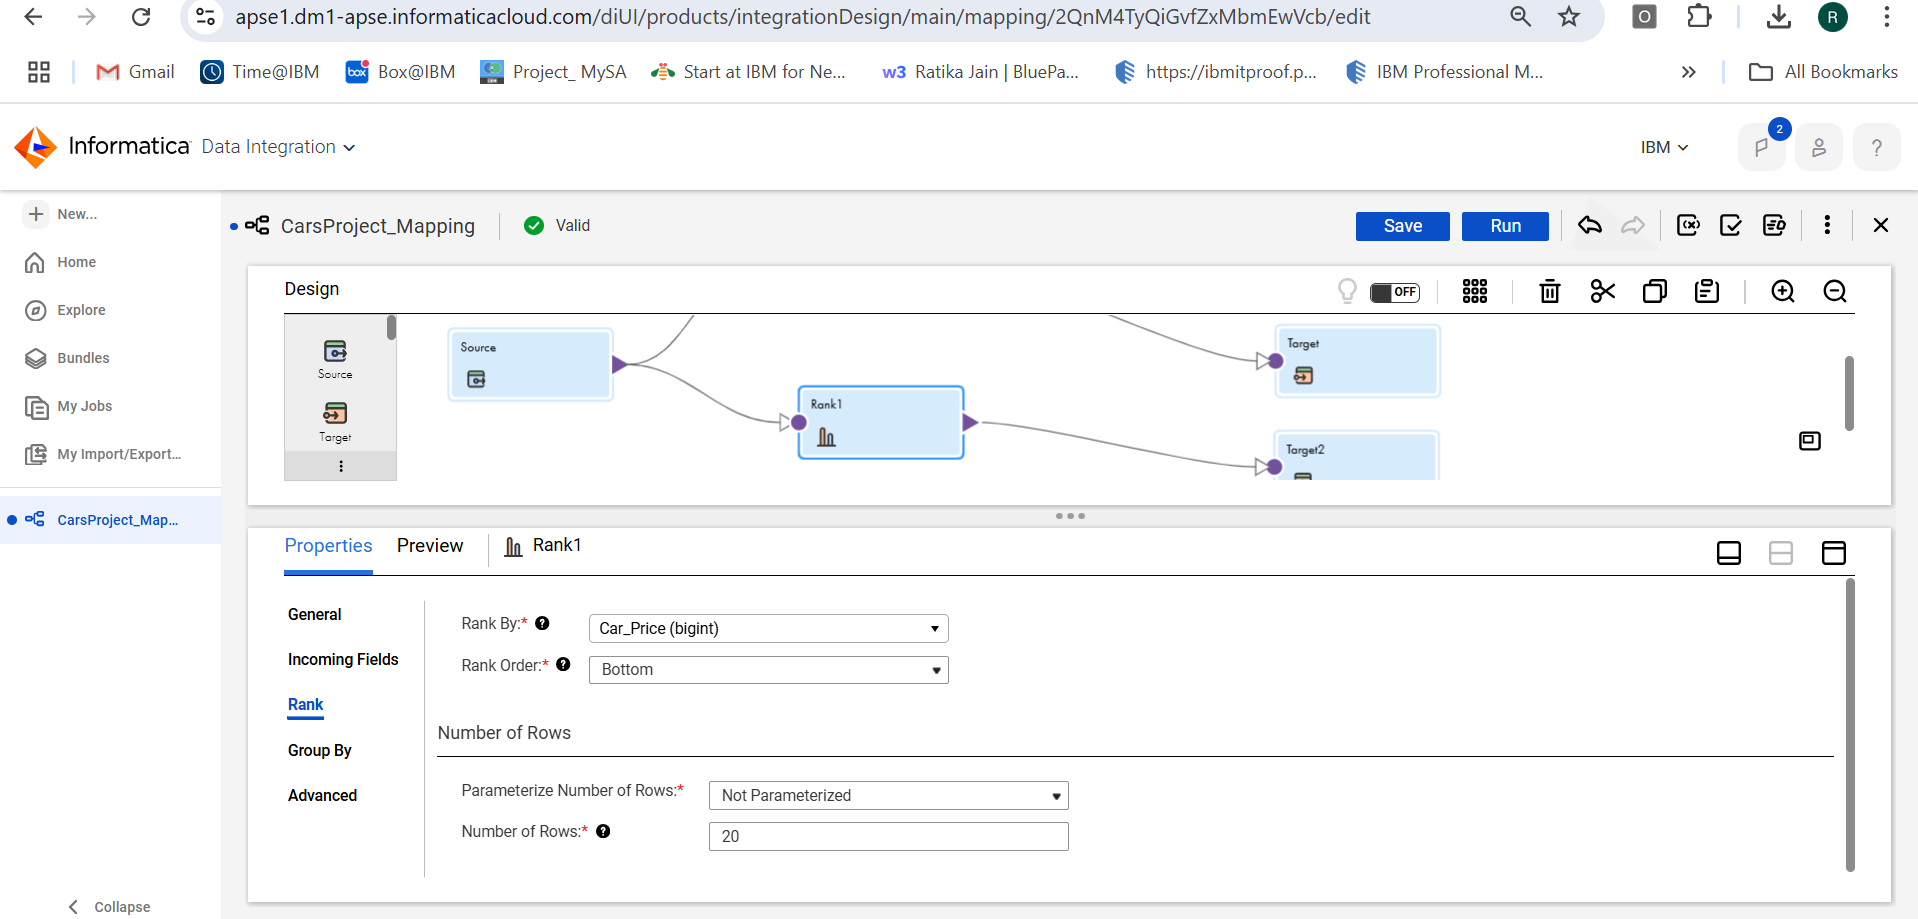 apse1.dm1-apse.informaticacloud.com/diUI/products/integrationDesign/main/mapping/2QnM4TyQiGvfZxMbmEwVcb/edit
O
R
Gmail
Time@IBM
box
Box@IBM
Project_ MySA
Start at IBM for Ne...
w3 Ratika Jain | BluePa...
https://ibmitproof.p...
IBM Professional M...
All Bookmarks
Informatica Data Integration
IBM
2
?
New...
Home
Explore
Bundles
My Jobs
My Import/Export...
CarsProject_Map...
Collapse
CarsProject_Mapping
Valid
Save
Run
Design
OFF
Source
Target
Source
Rank1
Target
Target2
Properties
Preview
Rank1
General
Incoming Fields
Rank
Group By
Advanced
Rank By:* ?
Car_Price (bigint)
Rank Order:* ?
Bottom
Number of Rows
Parameterize Number of Rows:*
Not Parameterized
Number of Rows:* ?
20